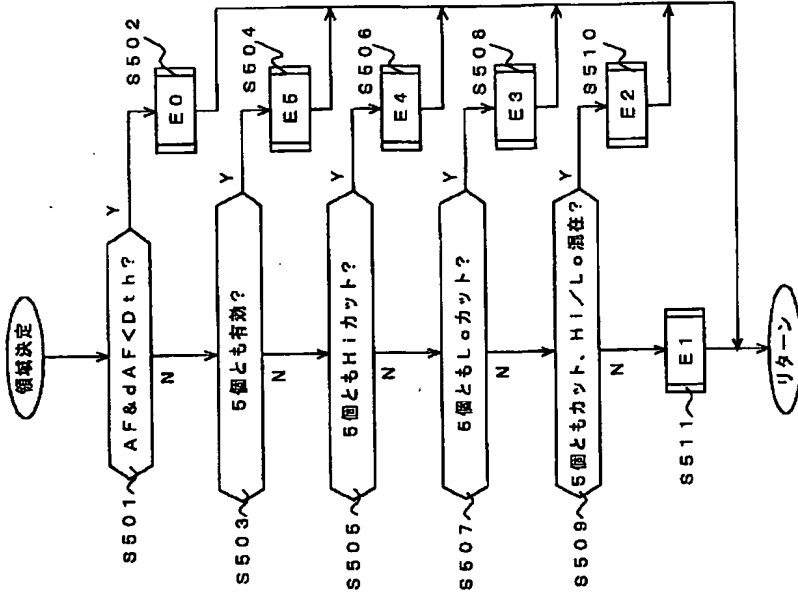 領域決定
S501
AF&dAF<Dth?
Y
S502
E0
N
S503
5個とも有効?
Y
S504
E5
N
S505
5個ともHiカット?
Y
S506
E4
N
S507
5個ともLoカット?
Y
S508
E3
N
S509
5個ともカット、Hi/Lo混在?
Y
S510
E2
N
S511
E1
リターン